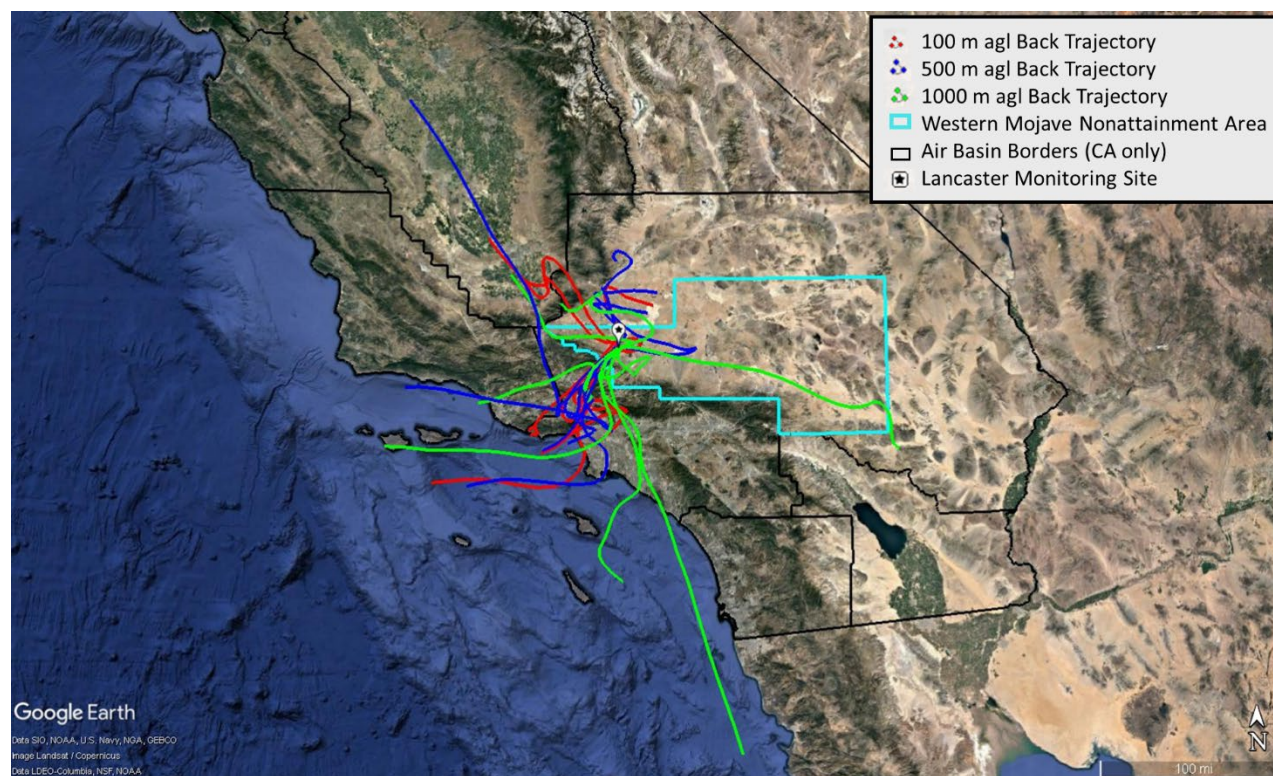 100 m agl Back Trajectory
500 m agl Back Trajectory
1000 m agl Back Trajectory
Western Mojave Nonattainment Area
Air Basin Borders (CA only)
Lancaster Monitoring Site
Google Earth
Data SIO, NOAA, U.S. Navy, NGA, GEBCO
Image Landsat / Copernicus
Data LDEO-Columbia, NSF, NOAA
N
100 mi